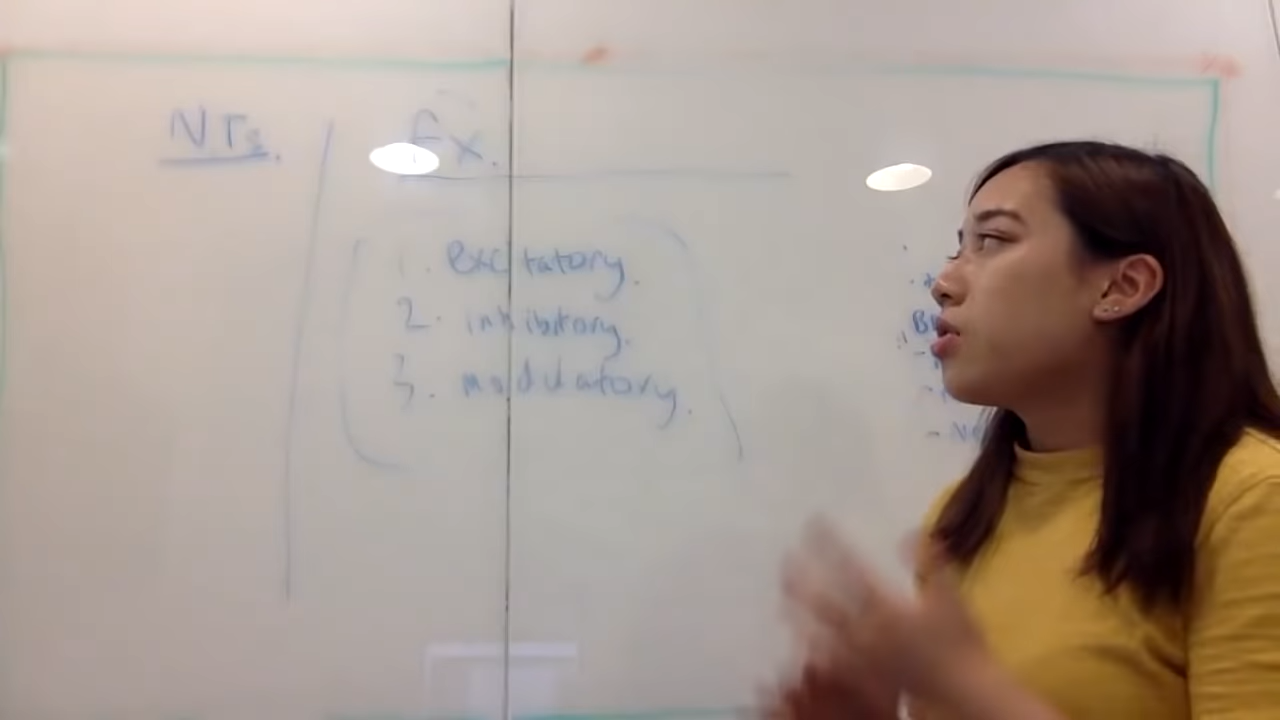 NTs.
fx.
1. Excitatory.
2. inhibitory.
3. modulatory.